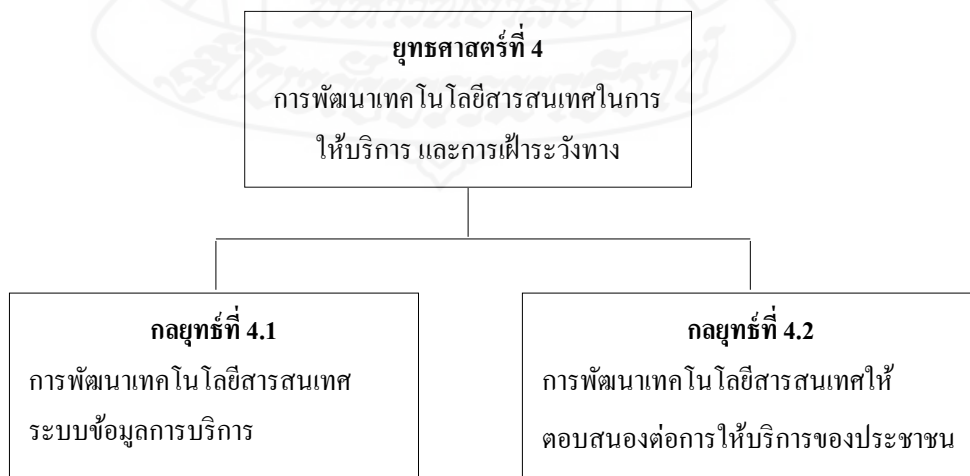 ยุทธศาสตร์ที่ 4
การพัฒนาเทคโนโลยีสารสนเทศในการ
ให้บริการ และการเฝ้าระวังทาง
กลยุทธ์ที่ 4.1
การพัฒนาเทคโนโลยีสารสนเทศ
ระบบข้อมูลการบริการ
กลยุทธ์ที่ 4.2
การพัฒนาเทคโนโลยีสารสนเทศให้
ตอบสนองต่อการให้บริการของประชาชน